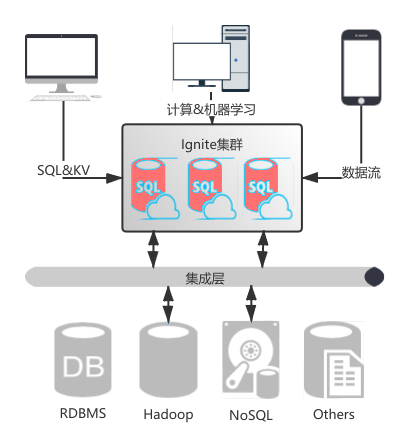 计算&机器学习
Ignite集群
SQL&KV
数据流
SQL SQL SQL
集成层
DB
RDBMS
Hadoop
NoSQL
Others